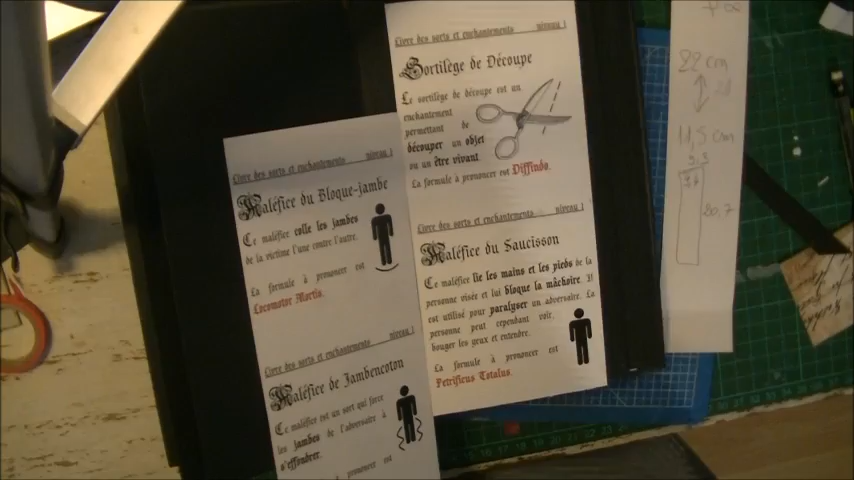 Livre des sorts et enchantements niveau 1
Sortilège de Découpe
Le sortilège de découpe est un
enchantement
permettant de
découper un objet
ou un être vivant
La formule à prononcer est Diffindo.
Livre des sorts et enchantements niveau 1
Maléfice du Saucisson
Ce maléfice lie les mains et les pieds de la
personne visée et lui bloque la mâchoire. Il
est utilisé pour paralyser un adversaire. La
personne peut cependant voir,
bouger les yeux et entendre.
La formule à prononcer est
Petrificus Totalus.
Livre des sorts et enchantements niveau 1
Maléfice du Bloque-jambe
Ce maléfice colle les jambes
de la victime l'une contre l'autre.
La formule à prononcer est
Locomotor Mortis.
Livre des sorts et enchantements niveau 1
Maléfice de Jambencoton
Ce maléfice est un sort qui force
les jambes de l'adversaire à
s'effondrer.
La formule à prononcer est
22 cm
11,5 cm
20,7